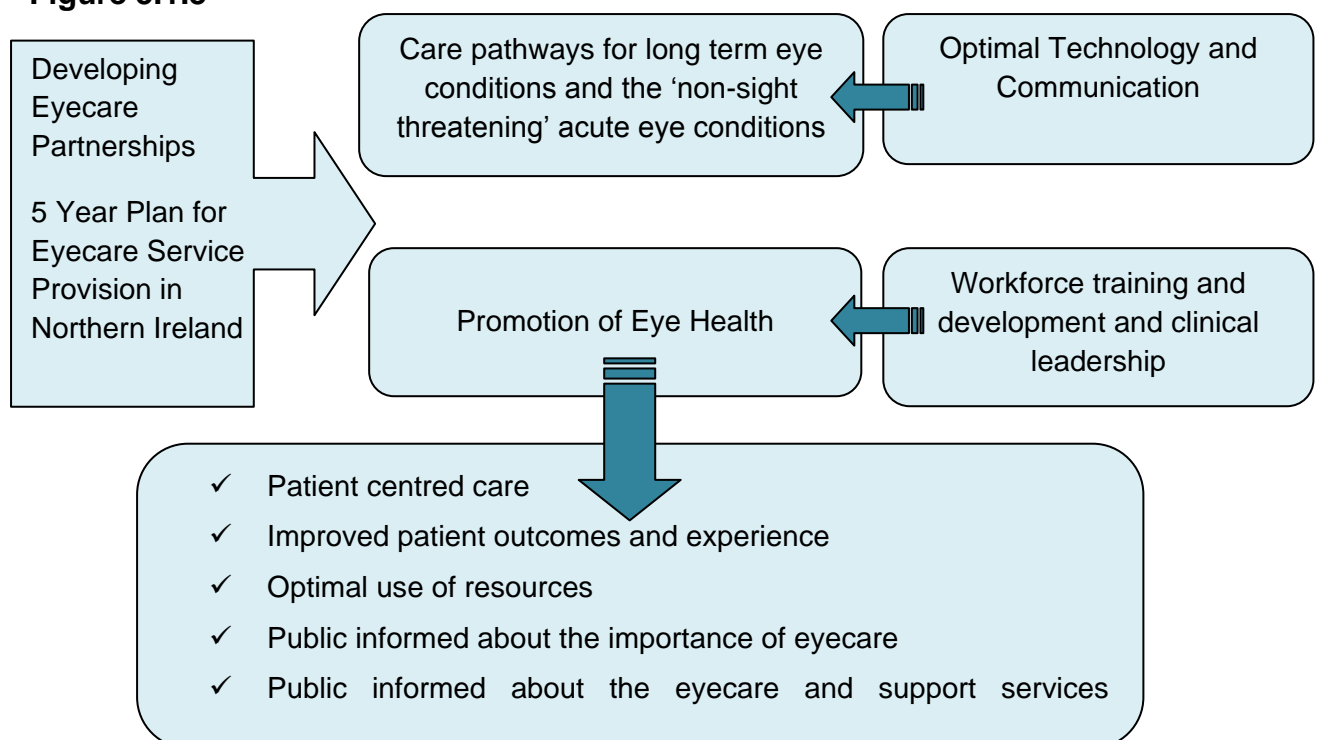 Developing
Eyecare
Partnerships
5 Year Plan for
Eyecare Service
Provision in
Northern Ireland
Care pathways for long term eye
conditions and the ‘non-sight
threatening’ acute eye conditions
Optimal Technology and
Communication
Promotion of Eye Health
Workforce training and
development and clinical
leadership
✓ Patient centred care
✓ Improved patient outcomes and experience
✓ Optimal use of resources
✓ Public informed about the importance of eyecare
✓ Public informed about the eyecare and support services